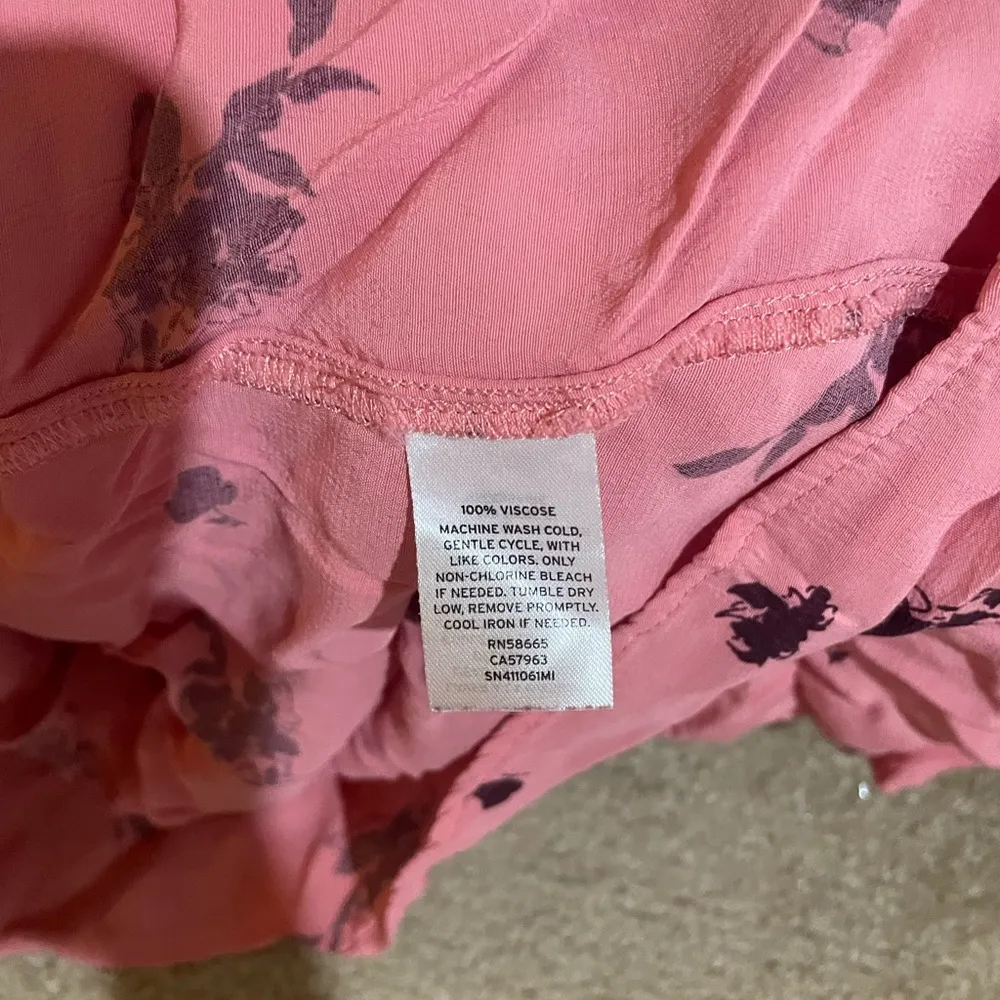 100% VISCOSE
MACHINE WASH COLD,
GENTLE CYCLE, WITH
LIKE COLORS. ONLY
NON-CHLORINE BLEACH
IF NEEDED. TUMBLE DRY
LOW, REMOVE PROMPTLY.
COOL IRON IF NEEDED.
RN58665
CA57963
SN411061MI